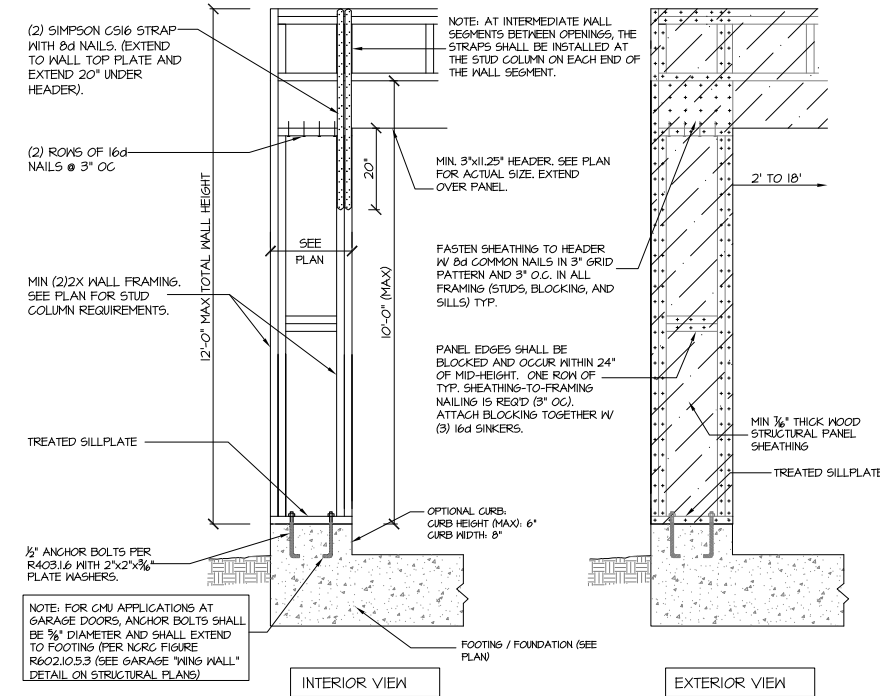 (2) SIMPSON CS16 STRAP
WITH 8d NAILS. (EXTEND
TO WALL TOP PLATE AND
EXTEND 20" UNDER
HEADER).
NOTE: AT INTERMEDIATE WALL
SEGMENTS BETWEEN OPENINGS, THE
STRAPS SHALL BE INSTALLED AT
THE STUD COLUMN ON EACH END OF
THE WALL SEGMENT.
(2) ROWS OF 16d
NAILS @ 3" OC
12'-0" MAX TOTAL WALL HEIGHT
20"
MIN. 3"x11.25" HEADER. SEE PLAN
FOR ACTUAL SIZE. EXTEND
OVER PANEL.
2' TO 18'
SEE
PLAN
10'-0" (MAX)
FASTEN SHEATHING TO HEADER
W/ 8d COMMON NAILS IN 3" GRID
PATTERN AND 3" O.C. IN ALL
FRAMING (STUDS, BLOCKING, AND
SILLS) TYP.
MIN (2)2X WALL FRAMING.
SEE PLAN FOR STUD
COLUMN REQUIREMENTS.
PANEL EDGES SHALL BE
BLOCKED AND OCCUR WITHIN 24"
OF MID-HEIGHT. ONE ROW OF
TYP. SHEATHING-TO-FRAMING
NAILING IS REQ'D (3" OC).
ATTACH BLOCKING TOGETHER W/
(3) 16d SINKERS.
MIN 7/16" THICK WOOD
STRUCTURAL PANEL
SHEATHING
TREATED SILLPLATE
TREATED SILLPLATE
OPTIONAL CURB:
CURB HEIGHT (MAX): 6"
CURB WIDTH: 8"
1/2" ANCHOR BOLTS PER
R403.1.6 WITH 2"x2"x3/16"
PLATE WASHERS.
NOTE: FOR CMU APPLICATIONS AT
GARAGE DOORS, ANCHOR BOLTS SHALL
BE 5/8" DIAMETER AND SHALL EXTEND
TO FOOTING (PER NCRC FIGURE
R602.10.5.3 (SEE GARAGE "WING WALL"
DETAIL ON STRUCTURAL PLANS)
FOOTING / FOUNDATION (SEE
PLAN)
INTERIOR VIEW
EXTERIOR VIEW